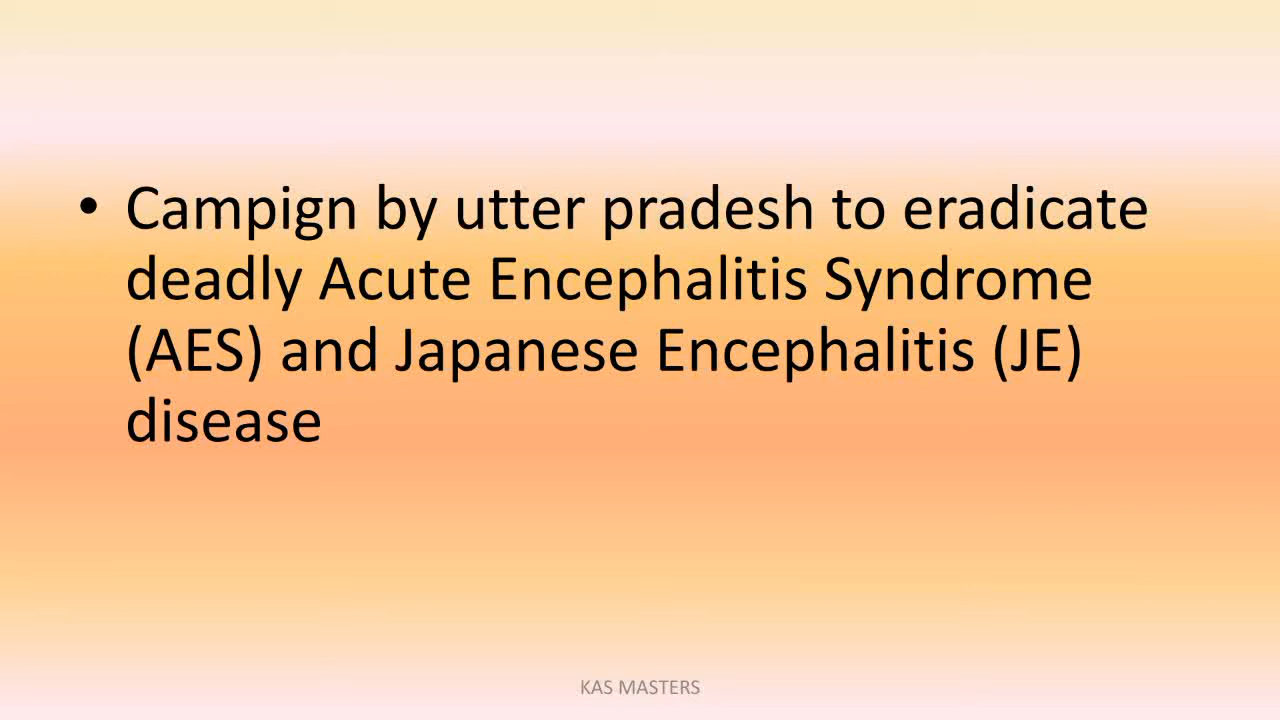 • Campign by utter pradesh to eradicate
deadly Acute Encephalitis Syndrome
(AES) and Japanese Encephalitis (JE)
disease
KAS MASTERS